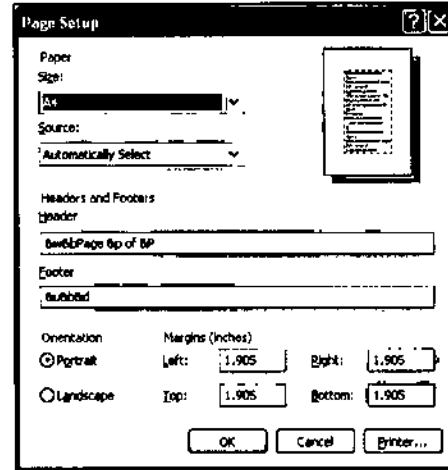 Page Setup
Paper
Size:
A4
Source:
Automatically Select
Headers and Footers
Header
&w&bPage &p of &P
Footer
&u&b&d
Orientation
Margins (inches)
Portrait
Left: 1.905 Right: 1.905
Landscape
Top: 1.905 Bottom: 1.905
OK Cancel Printer...